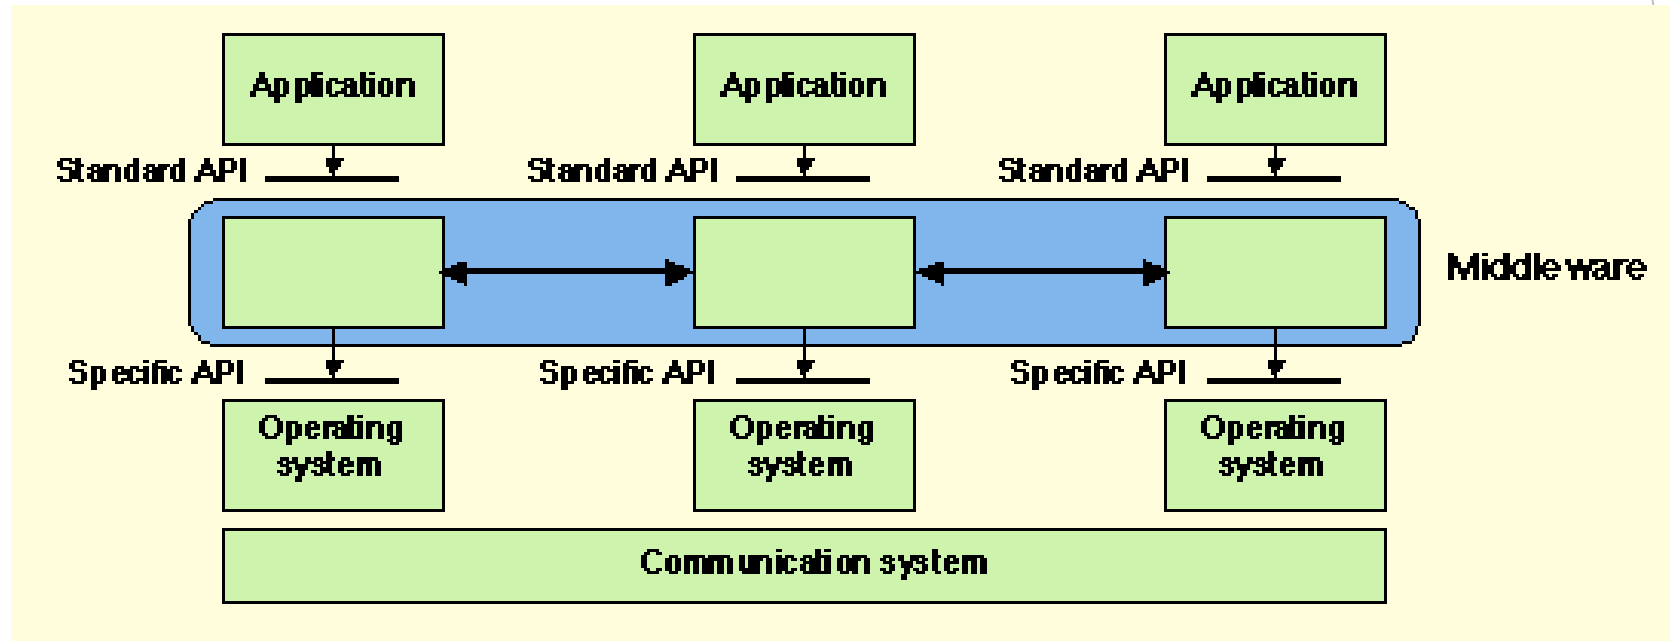 Application Application Application
Standard API Standard API Standard API
Middleware
Specific API Specific API Specific API
Operating system Operating system Operating system
Communication system